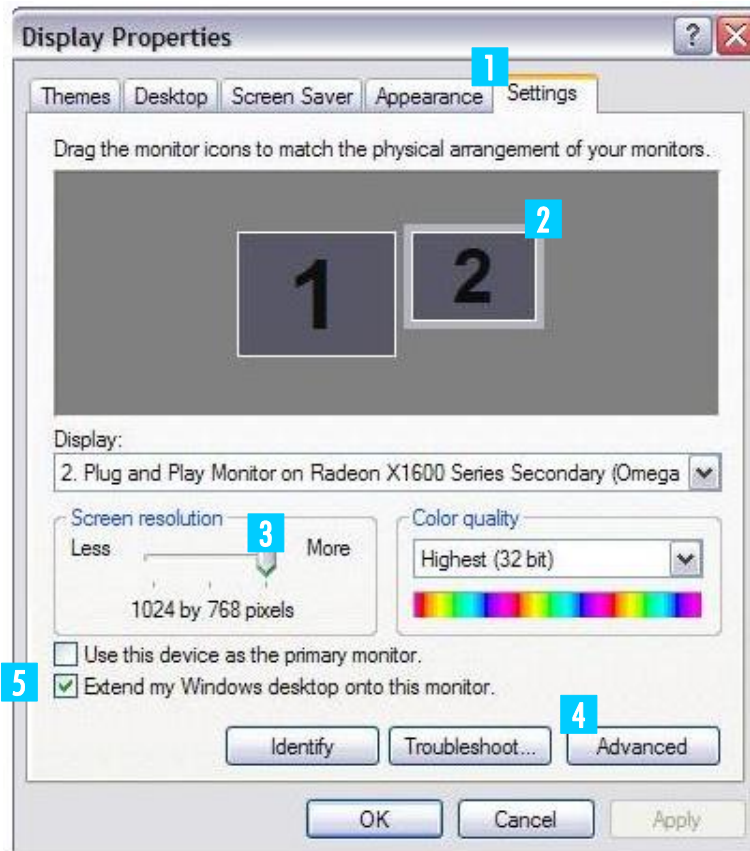 Display Properties ?
1
Themes Desktop Screen Saver Appearance Settings
Drag the monitor icons to match the physical arrangement of your monitors.
2
1 2
Display:
2. Plug and Play Monitor on Radeon X1600 Series Secondary (Omega
Screen resolution 3 Color quality
Less More Highest (32 bit)
1024 by 768 pixels
Use this device as the primary monitor.
5 Extend my Windows desktop onto this monitor.
4
Identify Troubleshoot... Advanced
OK Cancel Apply